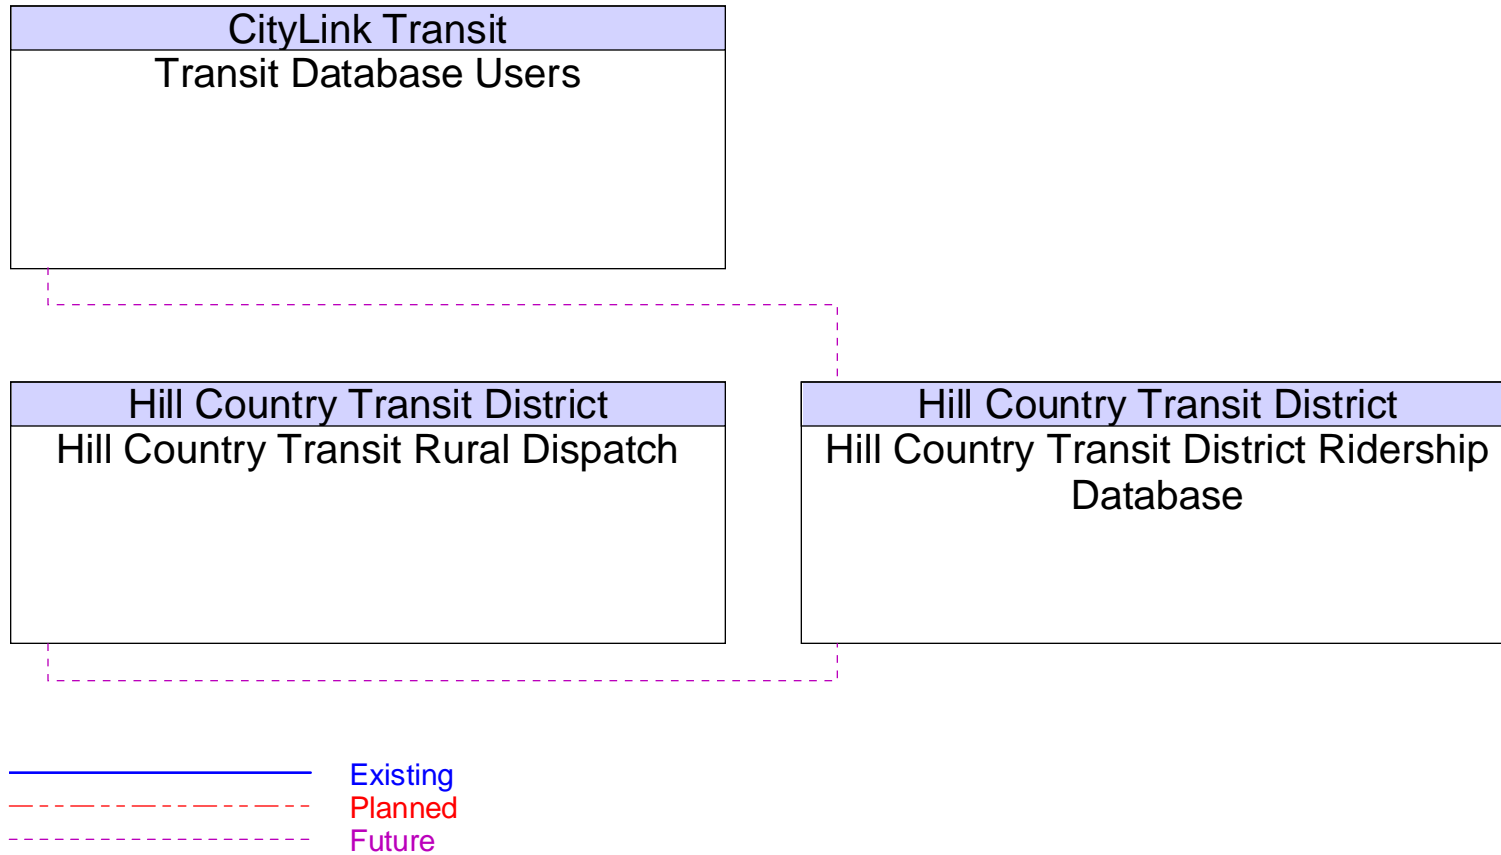 CityLink Transit
Transit Database Users
Hill Country Transit District
Hill Country Transit Rural Dispatch
Hill Country Transit District
Hill Country Transit District Ridership
Database
Existing
Planned
Future